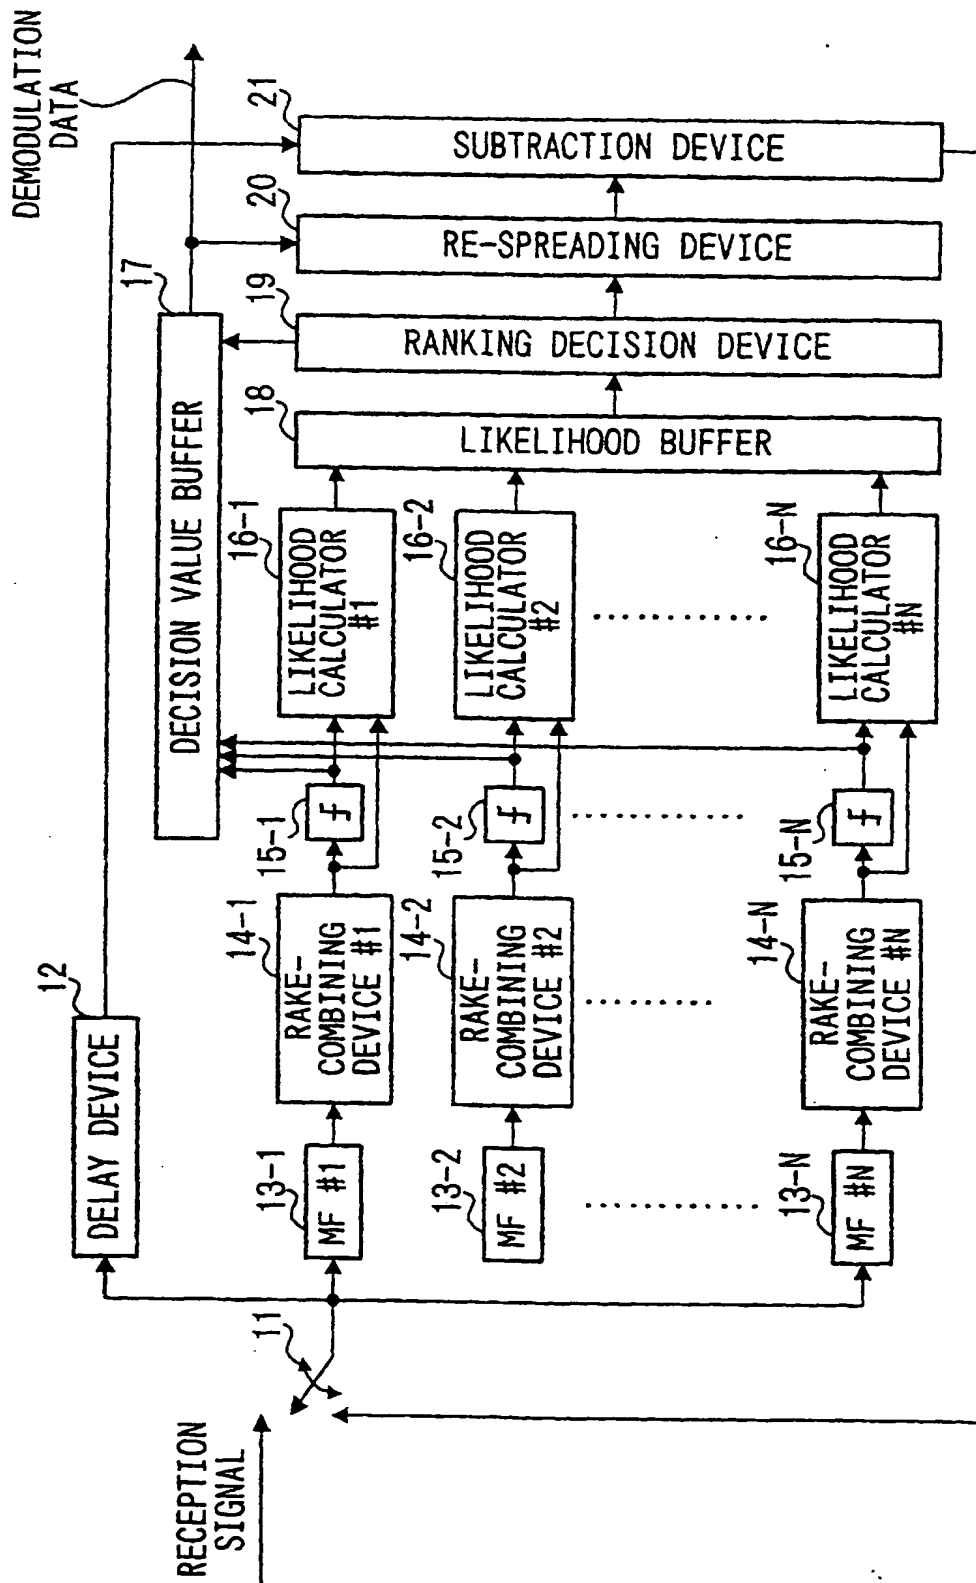 DEMODULATION
DATA
17
DECISION VALUE BUFFER
12
DELAY DEVICE
11
RECEPTION
SIGNAL
13-1
MF #1
14-1
RAKE-
COMBINING
DEVICE #1
15-1
16-1
LIKELIHOOD
CALCULATOR
#1
13-2
MF #2
14-2
RAKE-
COMBINING
DEVICE #2
15-2
16-2
LIKELIHOOD
CALCULATOR
#2
13-N
MF #N
14-N
RAKE-
COMBINING
DEVICE #N
15-N
16-N
LIKELIHOOD
CALCULATOR
#N
18
LIKELIHOOD BUFFER
19
RANKING DECISION DEVICE
20
RE-SPREADING DEVICE
21
SUBTRACTION DEVICE